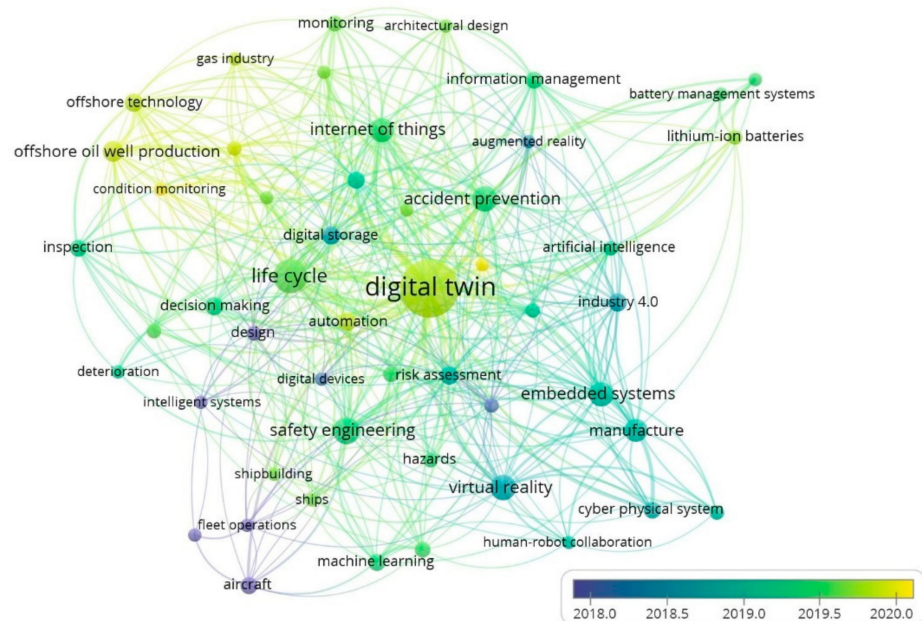 monitoring
architectural design
gas industry
information management
battery management systems
offshore technology
internet of things
augmented reality
lithium-ion batteries
offshore oil well production
condition monitoring
accident prevention
digital storage
inspection
artificial intelligence
life cycle
digital twin
decision making
industry 4.0
automation
design
deterioration
digital devices
risk assessment
intelligent systems
embedded systems
safety engineering
manufacture
hazards
shipbuilding
virtual reality
ships
cyber physical system
fleet operations
human-robot collaboration
machine learning
aircraft
2018.0 2018.5 2019.0 2019.5 2020.0